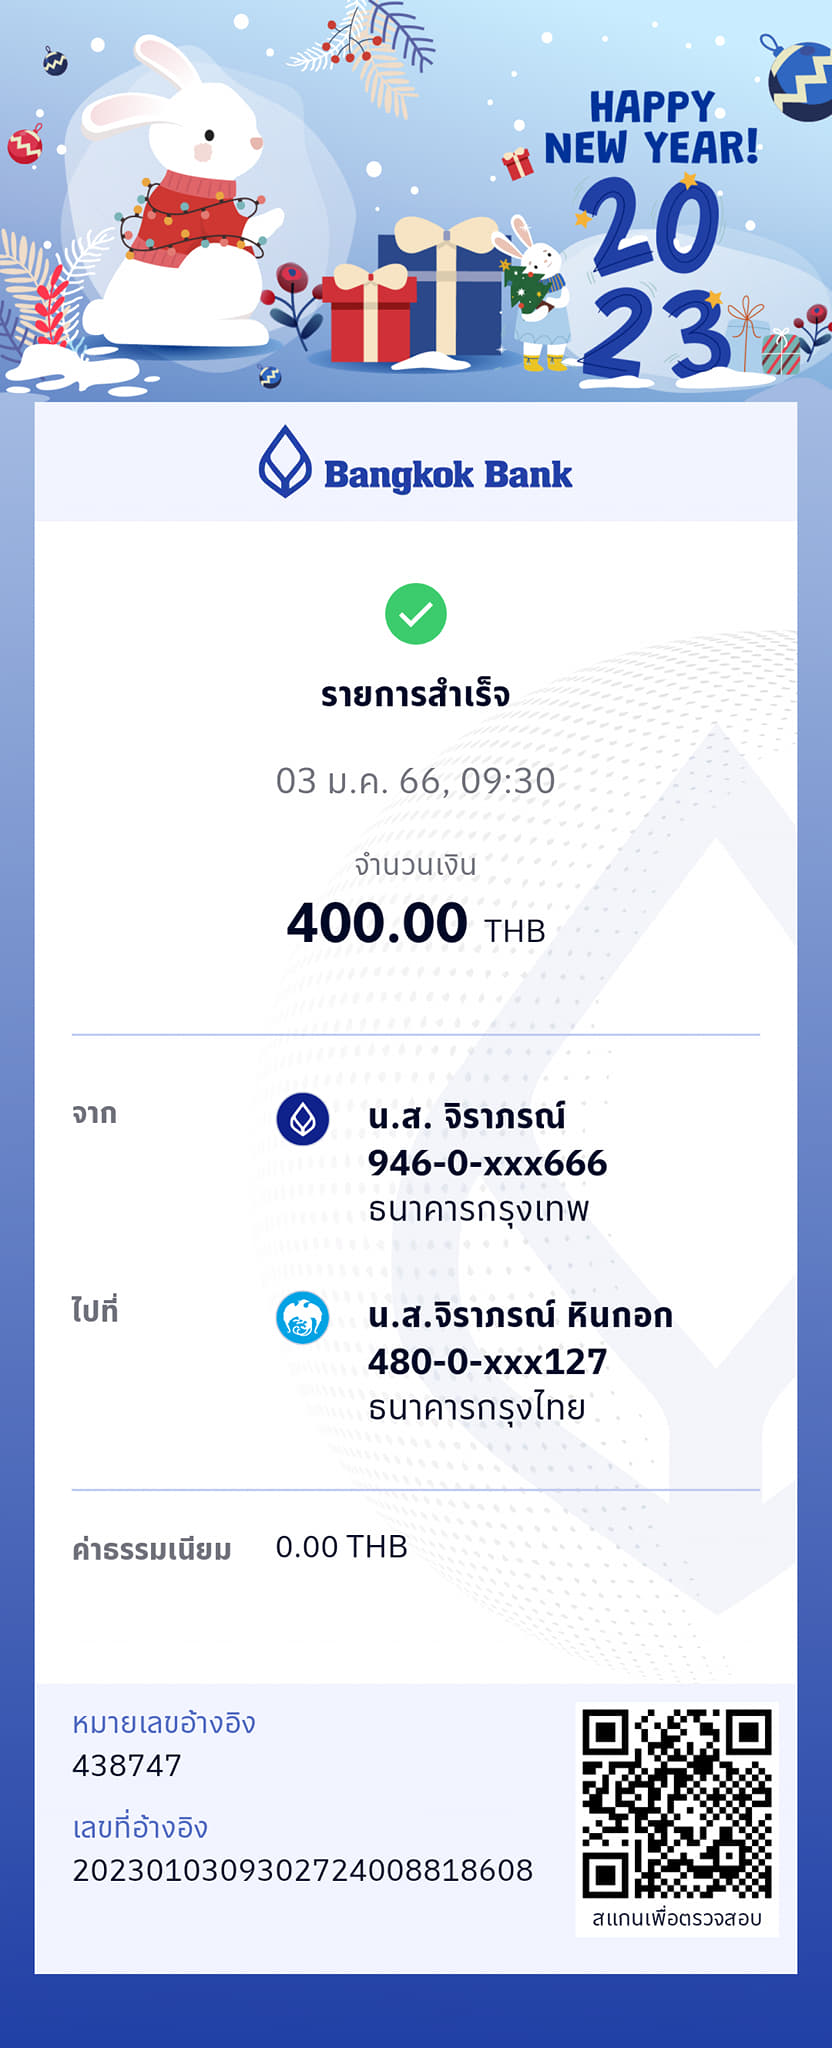 HAPPY
NEW YEAR!
20
23
Bangkok Bank
รายการสำเร็จ
03 ม.ค. 66, 09:30
จำนวนเงิน
400.00 THB
จาก
น.ส. จิราภรณ์
946-0-xxx666
ธนาคารกรุงเทพ
ไปที่
น.ส.จิราภรณ์ หินกอก
480-0-xxx127
ธนาคารกรุงไทย
ค่าธรรมเนียม 0.00 THB
หมายเลขอ้างอิง
438747
เลขที่อ้างอิง
2023010309302724008818608
สแกนเพื่อตรวจสอบ